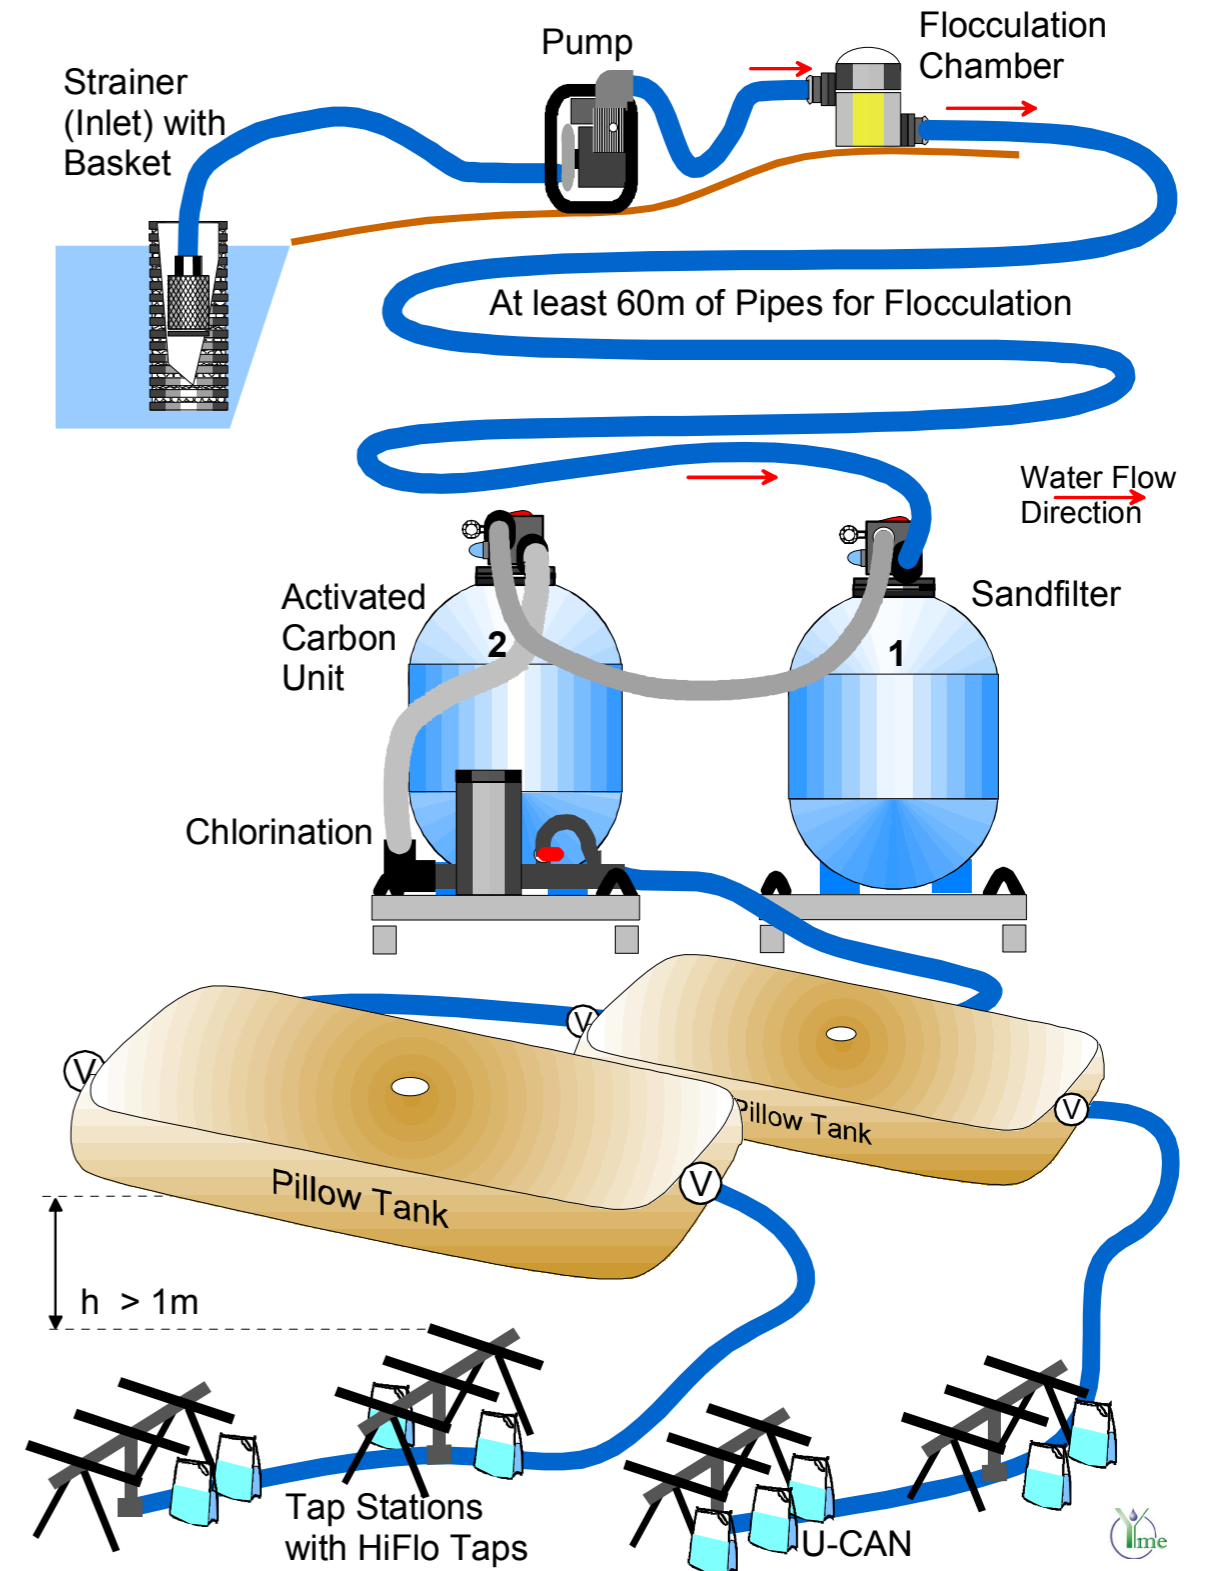 Pump
Flocculation
Chamber
Strainer
(Inlet) with
Basket
At least 60m of Pipes for Flocculation
Water Flow
Direction
Activated
Carbon
Unit
2
1
Sandfilter
Chlorination
V
V
Pillow Tank
V
V
Pillow Tank
h > 1m
Tap Stations
with HiFlo Taps
U-CAN
Yme